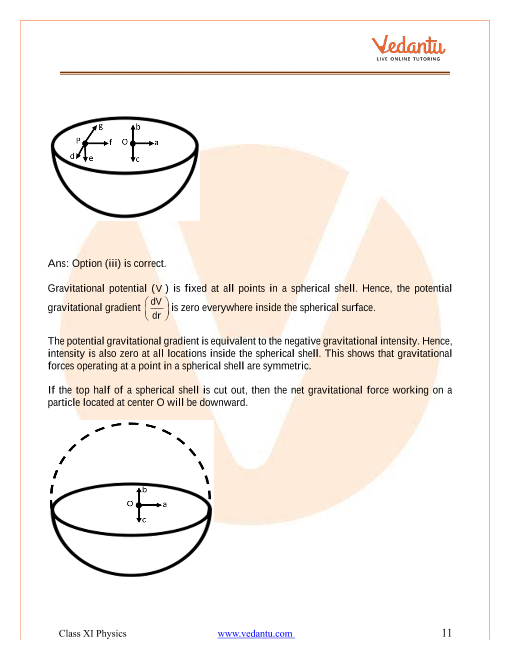 Vedantu
LIVE ONLINE TUTORING
g b
P f O a
d e c
Ans: Option (iii) is correct.
Gravitational potential (V ) is fixed at all points in a spherical shell. Hence, the potential
gravitational gradient (dV/dr) is zero everywhere inside the spherical surface.
The potential gravitational gradient is equivalent to the negative gravitational intensity. Hence,
intensity is also zero at all locations inside the spherical shell. This shows that gravitational
forces operating at a point in a spherical shell are symmetric.
If the top half of a spherical shell is cut out, then the net gravitational force working on a
particle located at center O will be downward.
b
O a
c
Class XI Physics www.vedantu.com 11